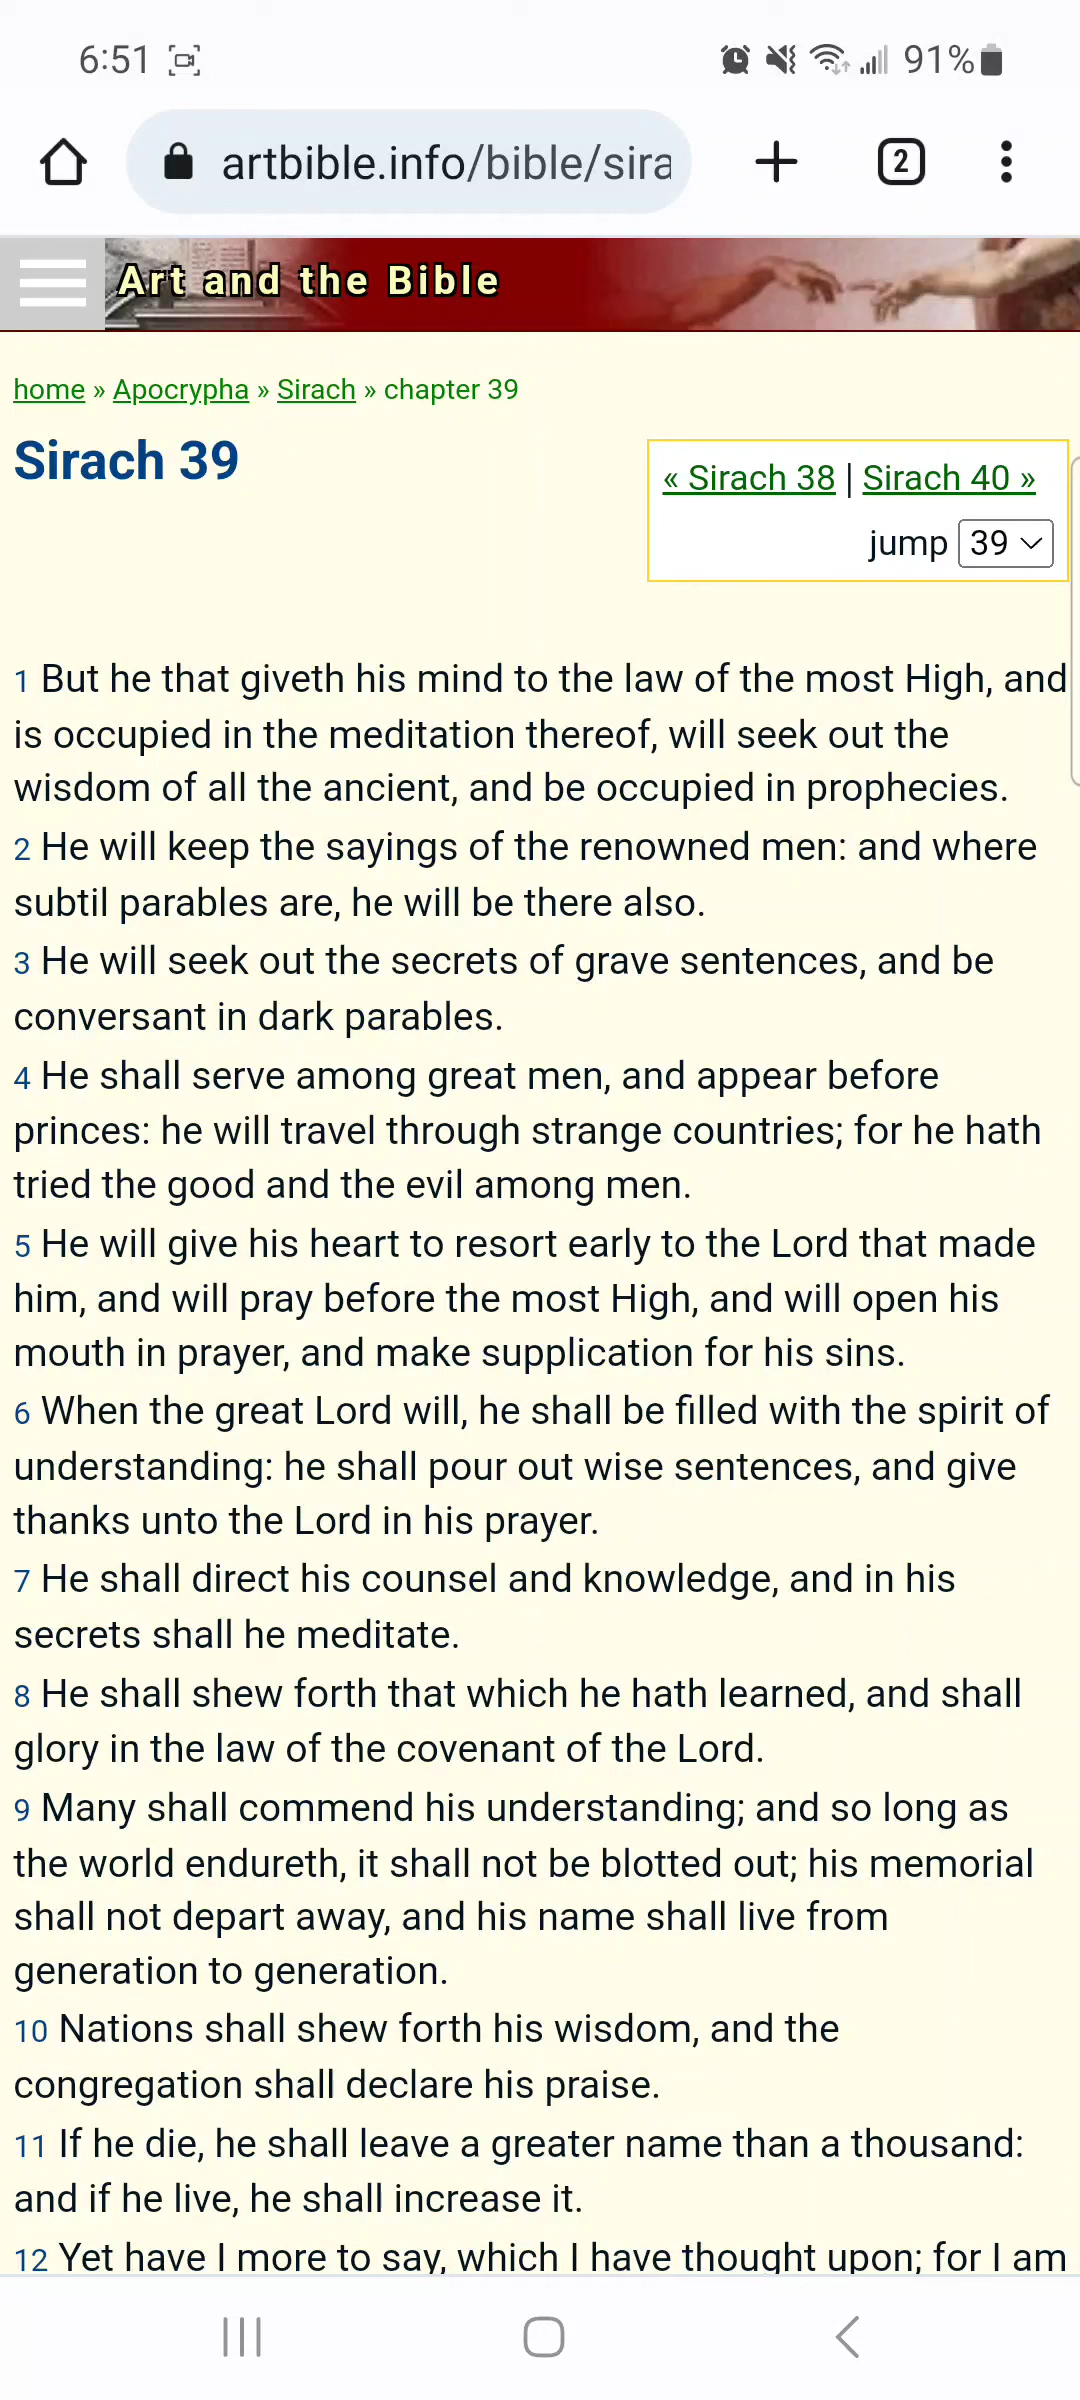 6:51 91%
artbible.info/bible/sira 2
Art and the Bible
home » Apocrypha » Sirach » chapter 39
Sirach 39
« Sirach 38 | Sirach 40 »
jump 39
1 But he that giveth his mind to the law of the most High, and
is occupied in the meditation thereof, will seek out the
wisdom of all the ancient, and be occupied in prophecies.
2 He will keep the sayings of the renowned men: and where
subtil parables are, he will be there also.
3 He will seek out the secrets of grave sentences, and be
conversant in dark parables.
4 He shall serve among great men, and appear before
princes: he will travel through strange countries; for he hath
tried the good and the evil among men.
5 He will give his heart to resort early to the Lord that made
him, and will pray before the most High, and will open his
mouth in prayer, and make supplication for his sins.
6 When the great Lord will, he shall be filled with the spirit of
understanding: he shall pour out wise sentences, and give
thanks unto the Lord in his prayer.
7 He shall direct his counsel and knowledge, and in his
secrets shall he meditate.
8 He shall shew forth that which he hath learned, and shall
glory in the law of the covenant of the Lord.
9 Many shall commend his understanding; and so long as
the world endureth, it shall not be blotted out; his memorial
shall not depart away, and his name shall live from
generation to generation.
10 Nations shall shew forth his wisdom, and the
congregation shall declare his praise.
11 If he die, he shall leave a greater name than a thousand:
and if he live, he shall increase it.
12 Yet have I more to say, which I have thought upon; for I am